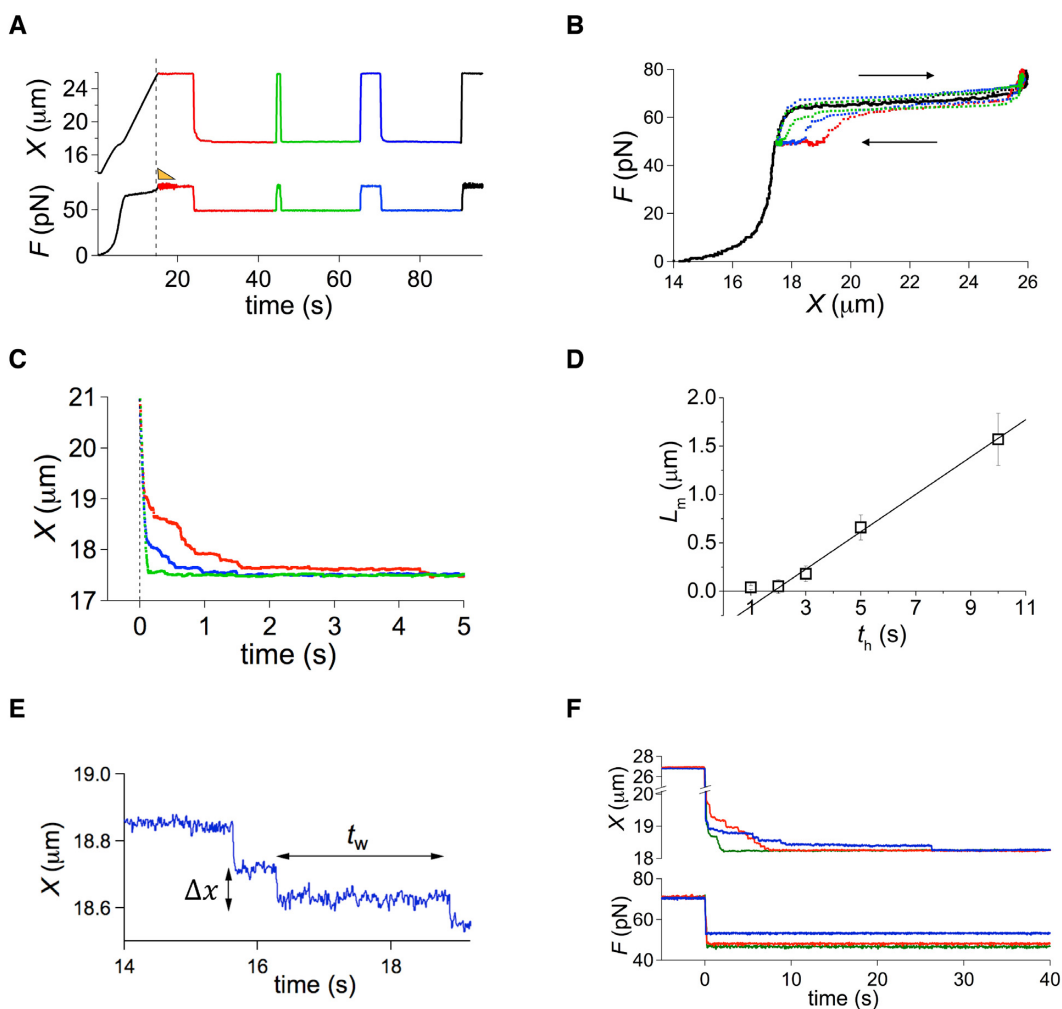 A
24
20
16
X (μm)
50
0
F (pN)
20
40
60
80
time (s)
B
80
60
40
20
0
F (pN)
14
16
18
20
22
24
26
X (μm)
C
21
20
19
18
17
X (μm)
0
1
2
3
4
5
time (s)
D
2.0
1.5
1.0
0.5
0.0
Lm (μm)
1
3
5
7
9
11
th (s)
E
19.0
18.8
18.6
X (μm)
tw
Δx
14
16
18
time (s)
F
28
26
20
19
18
X (μm)
80
60
40
F (pN)
0
10
20
30
40
time (s)